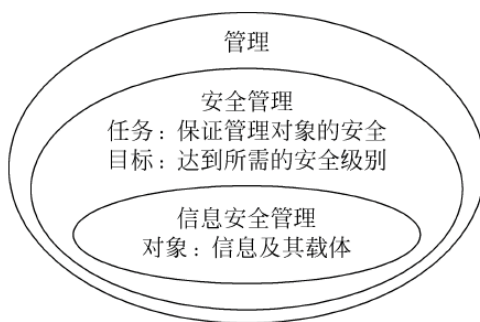 管理
安全管理
任务：保证管理对象的安全
目标：达到所需的安全级别
信息安全管理
对象：信息及其载体